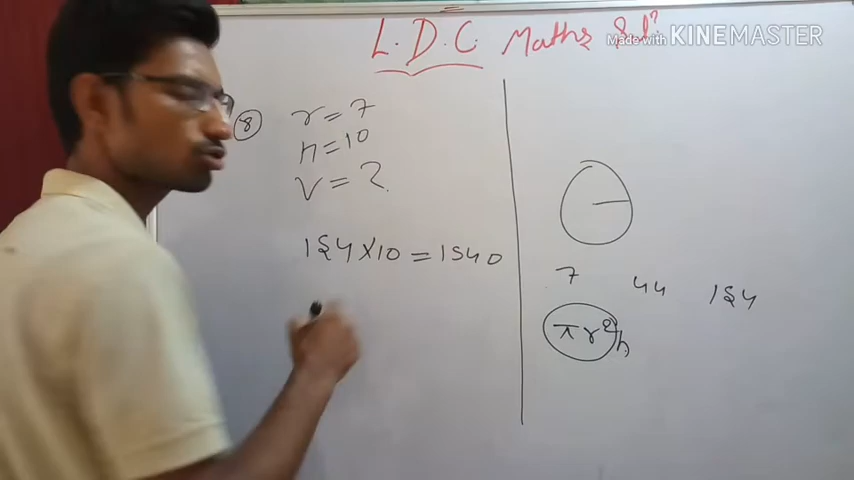 L.D.C Maths
Made with KINEMASTER
8
r = 7
h = 10
V = ?
154 × 10 = 1540
7 44 154
πr²h